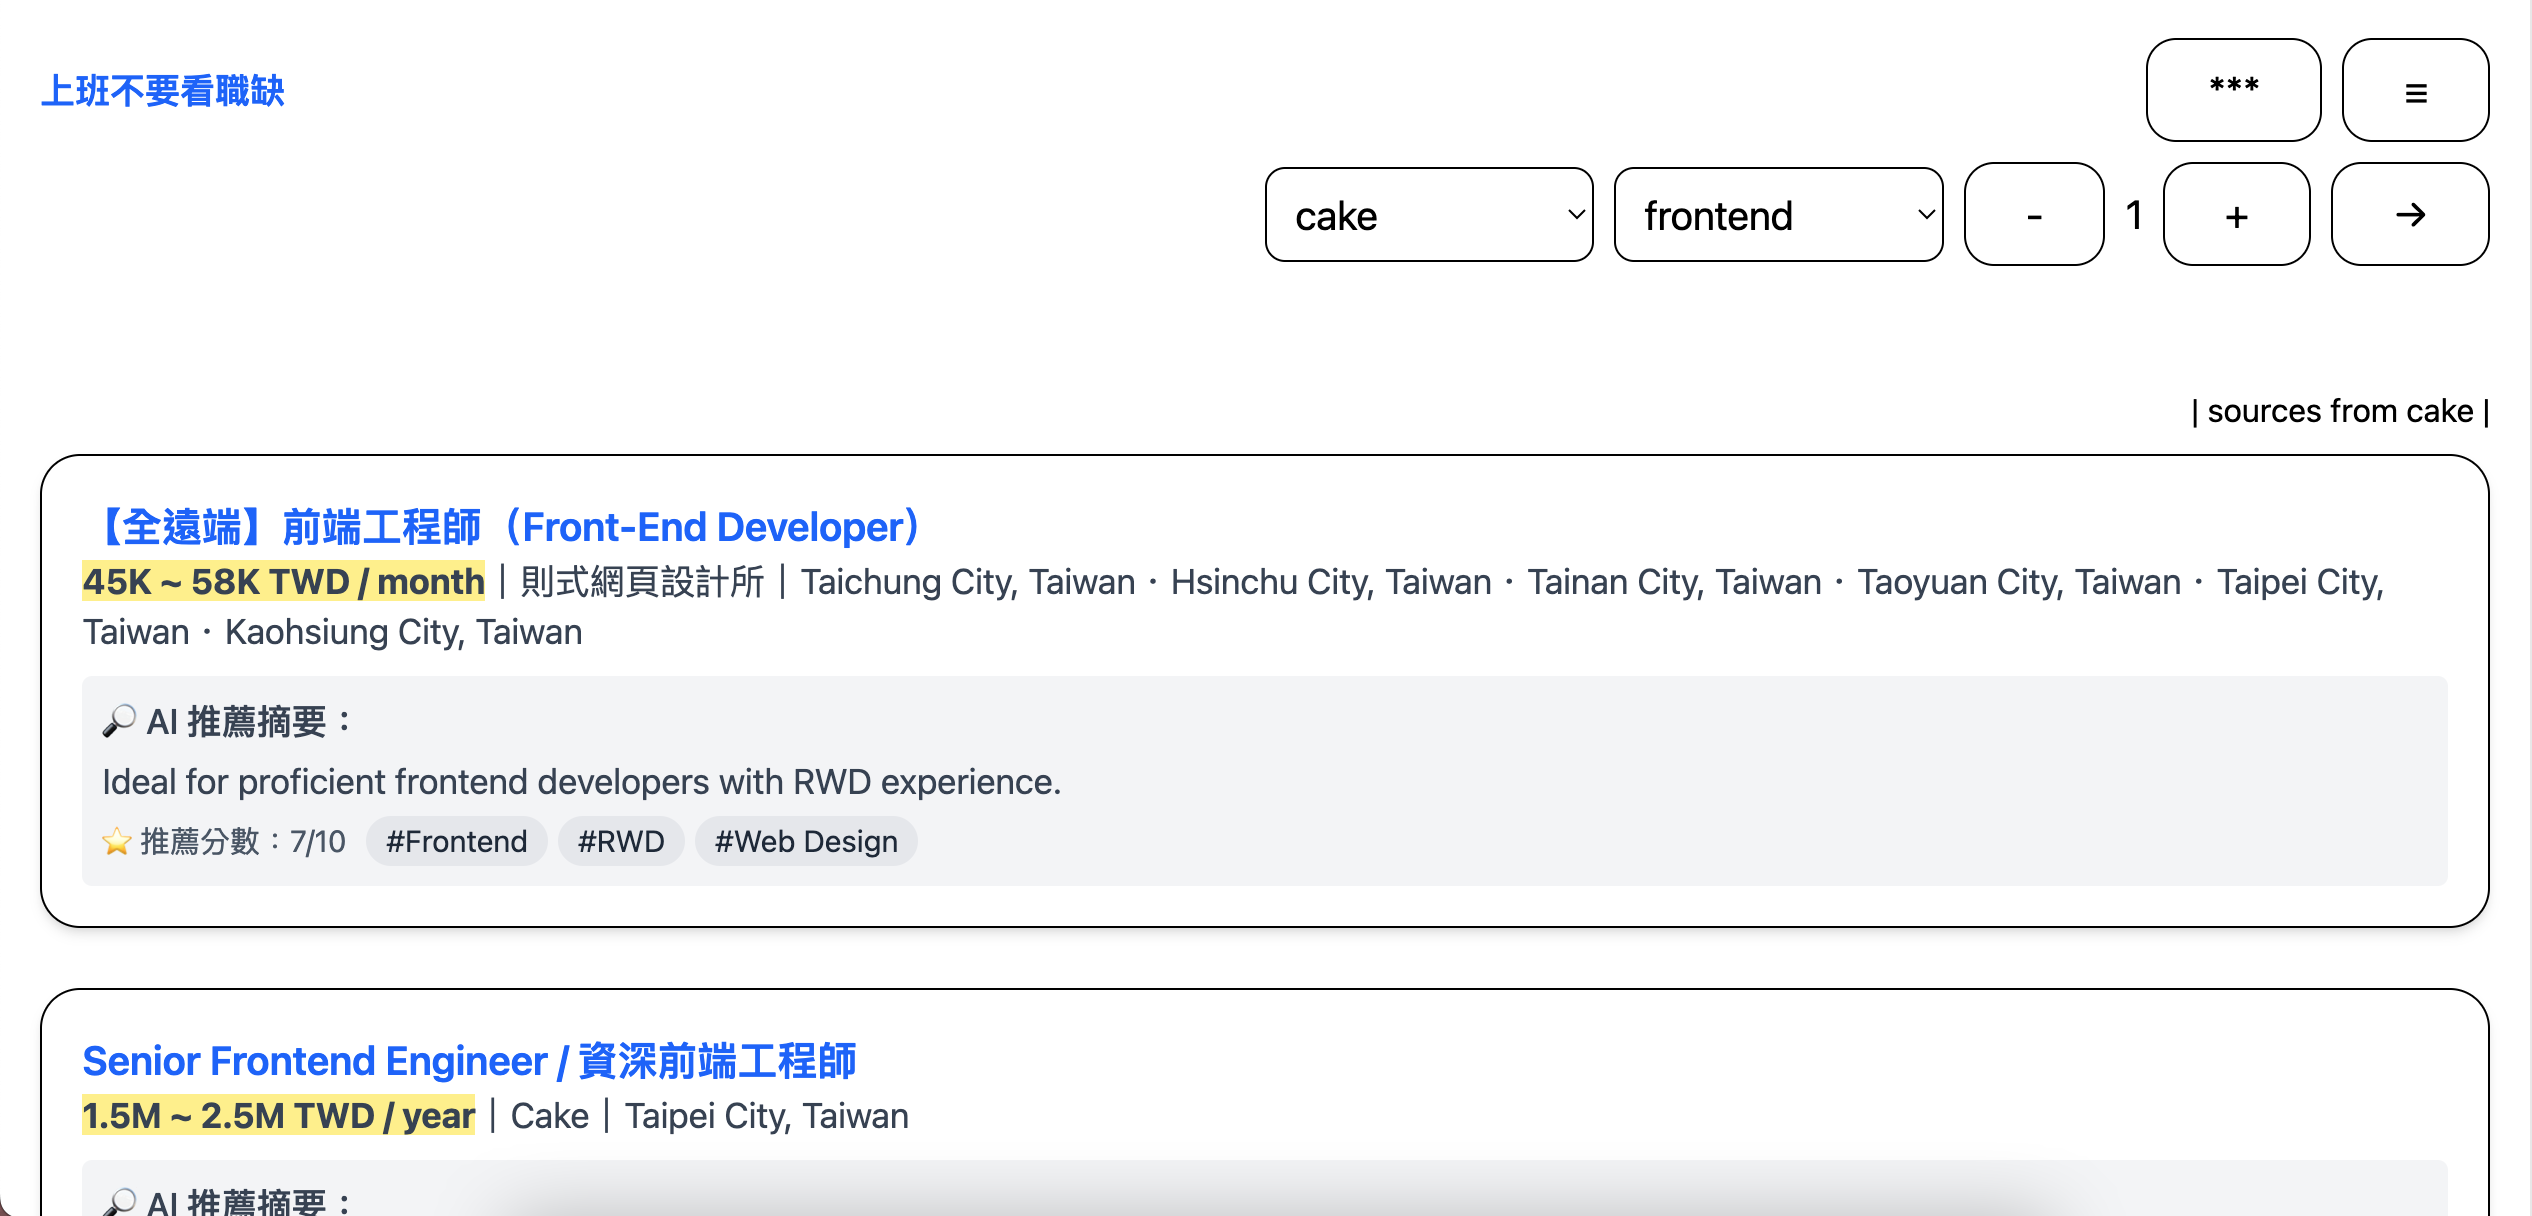 上班不要看職缺
***
≡
cake
frontend
-
1
+
→
| sources from cake |
【全遠端】前端工程師（Front-End Developer）
45K ~ 58K TWD / month｜則式網頁設計所｜Taichung City, Taiwan・Hsinchu City, Taiwan・Tainan City, Taiwan・Taoyuan City, Taiwan・Taipei City,
Taiwan・Kaohsiung City, Taiwan
🔎 AI 推薦摘要：
Ideal for proficient frontend developers with RWD experience.
⭐ 推薦分數：7/10 #Frontend #RWD #Web Design
Senior Frontend Engineer / 資深前端工程師
1.5M ~ 2.5M TWD / year｜Cake｜Taipei City, Taiwan
🔎 AI 推薦摘要：